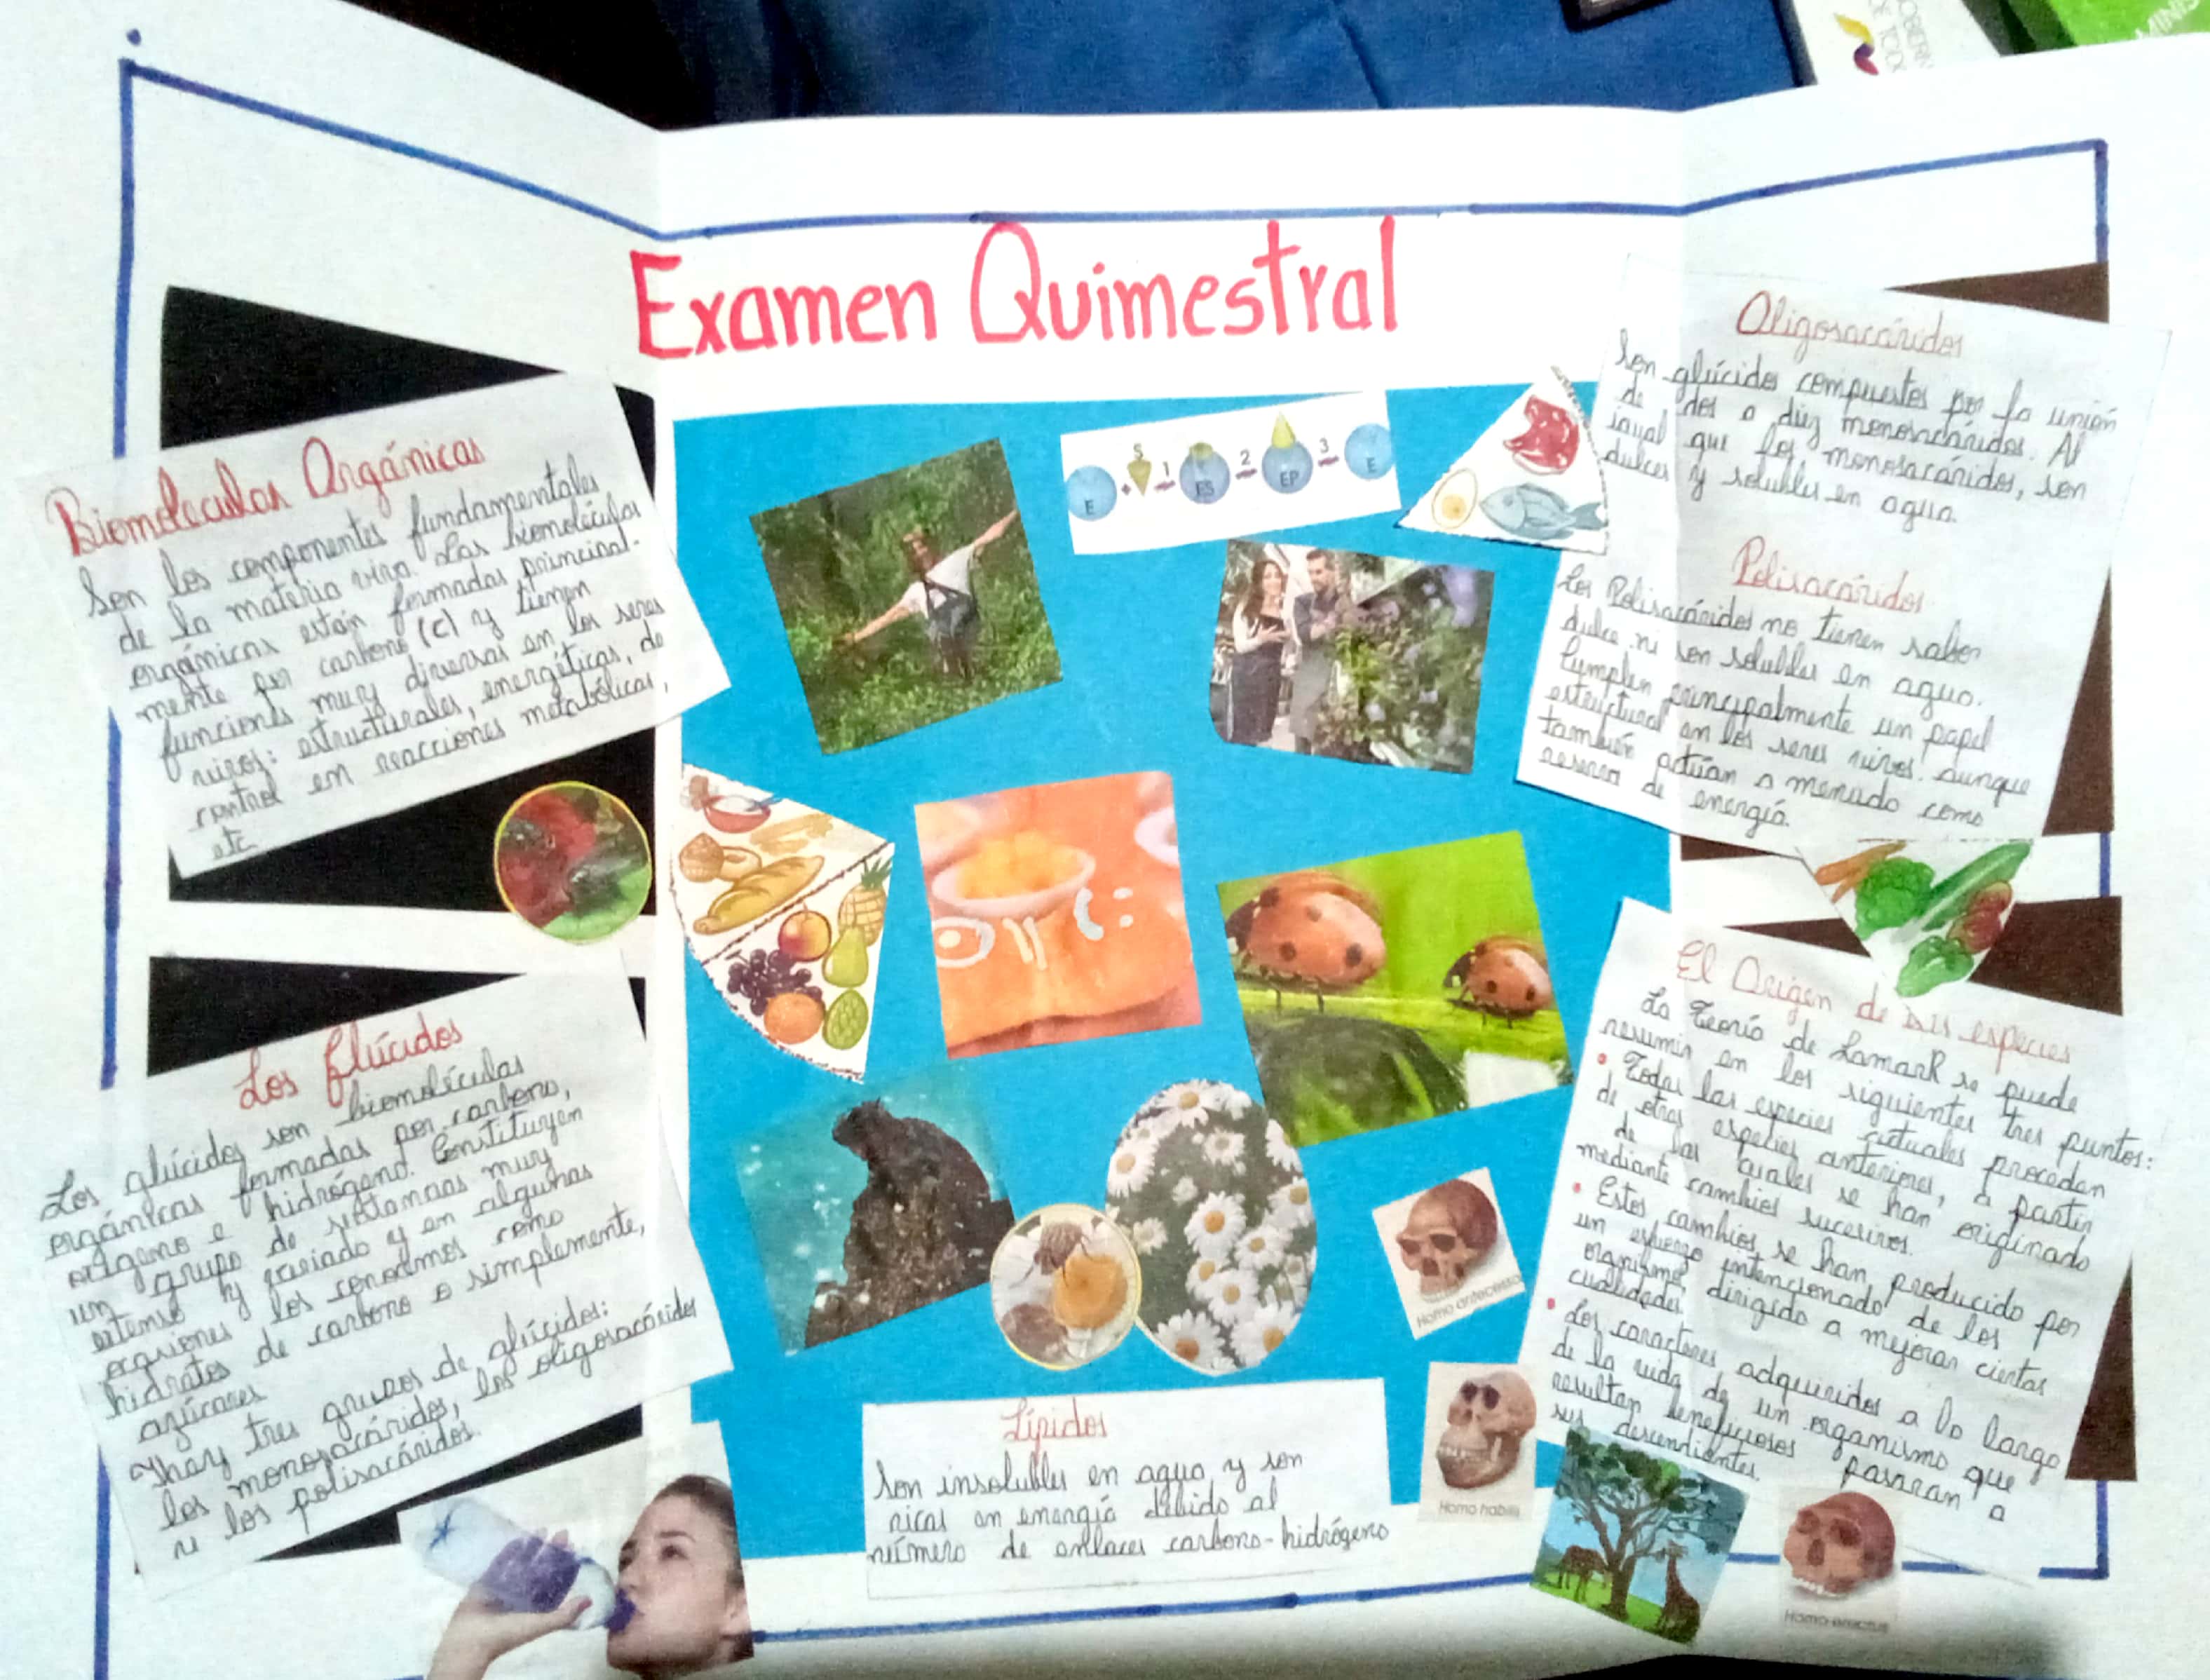 Examen Quimestral
Biomoleculas Orgánicas
Son los componentes fundamentales
de la materia viva. Las biomoléculas
orgánicas están formadas principal-
mente por carbono (c) y tienen
funciones muy diversas en los seres
vivos: estructurales, energéticas, de
control en reacciones metabólicas,
etc
Los glúcidos
Los glúcidos son biomoléculas
orgánicas formadas por carbono,
oxígeno e hidrógeno. Constituyen
un grupo de sustancias muy
extenso y variado y en algunas
ocasiones los conocemos como
hidratos de carbono o simplemente,
azúcares
Hay tres grupos de glúcidos:
los monosacáridos, los oligosacáridos
y los polisacáridos.
E + S 1 ES 2 EP 3 E
Homo antecessor
Homo habilis
Homo erectus
Lípidos
Son insolubles en agua y son
ricas en energía debido al
número de enlaces carbono-hidrógeno
Oligosacáridos
Son glúcidos compuestos por la unión
de dos a diez monosacáridos. Al
igual que los monosacáridos, son
dulces y solubles en agua.
Polisacáridos
Los Polisacáridos no tienen sabor
dulce ni son solubles en agua.
Cumplen principalmente un papel
estructural en los seres vivos. aunque
también actúan a menudo como
reserva de energía.
El Origen de las especies
La Teoría de LamarK se puede
resumir en los siguientes tres puntos:
• Todas las especies actuales proceden
de otras especies anteriores, a partir
de las cuales se han originado
mediante cambios sucesivos.
• Estos cambios se han producido por
un esfuerzo intencionado de los
organismos dirigido a mejorar ciertas
cualidades
• Los caracteres adquiridos a lo largo
de la vida de un organismo que
resultan beneficiosos pasaran a
sus descendientes.